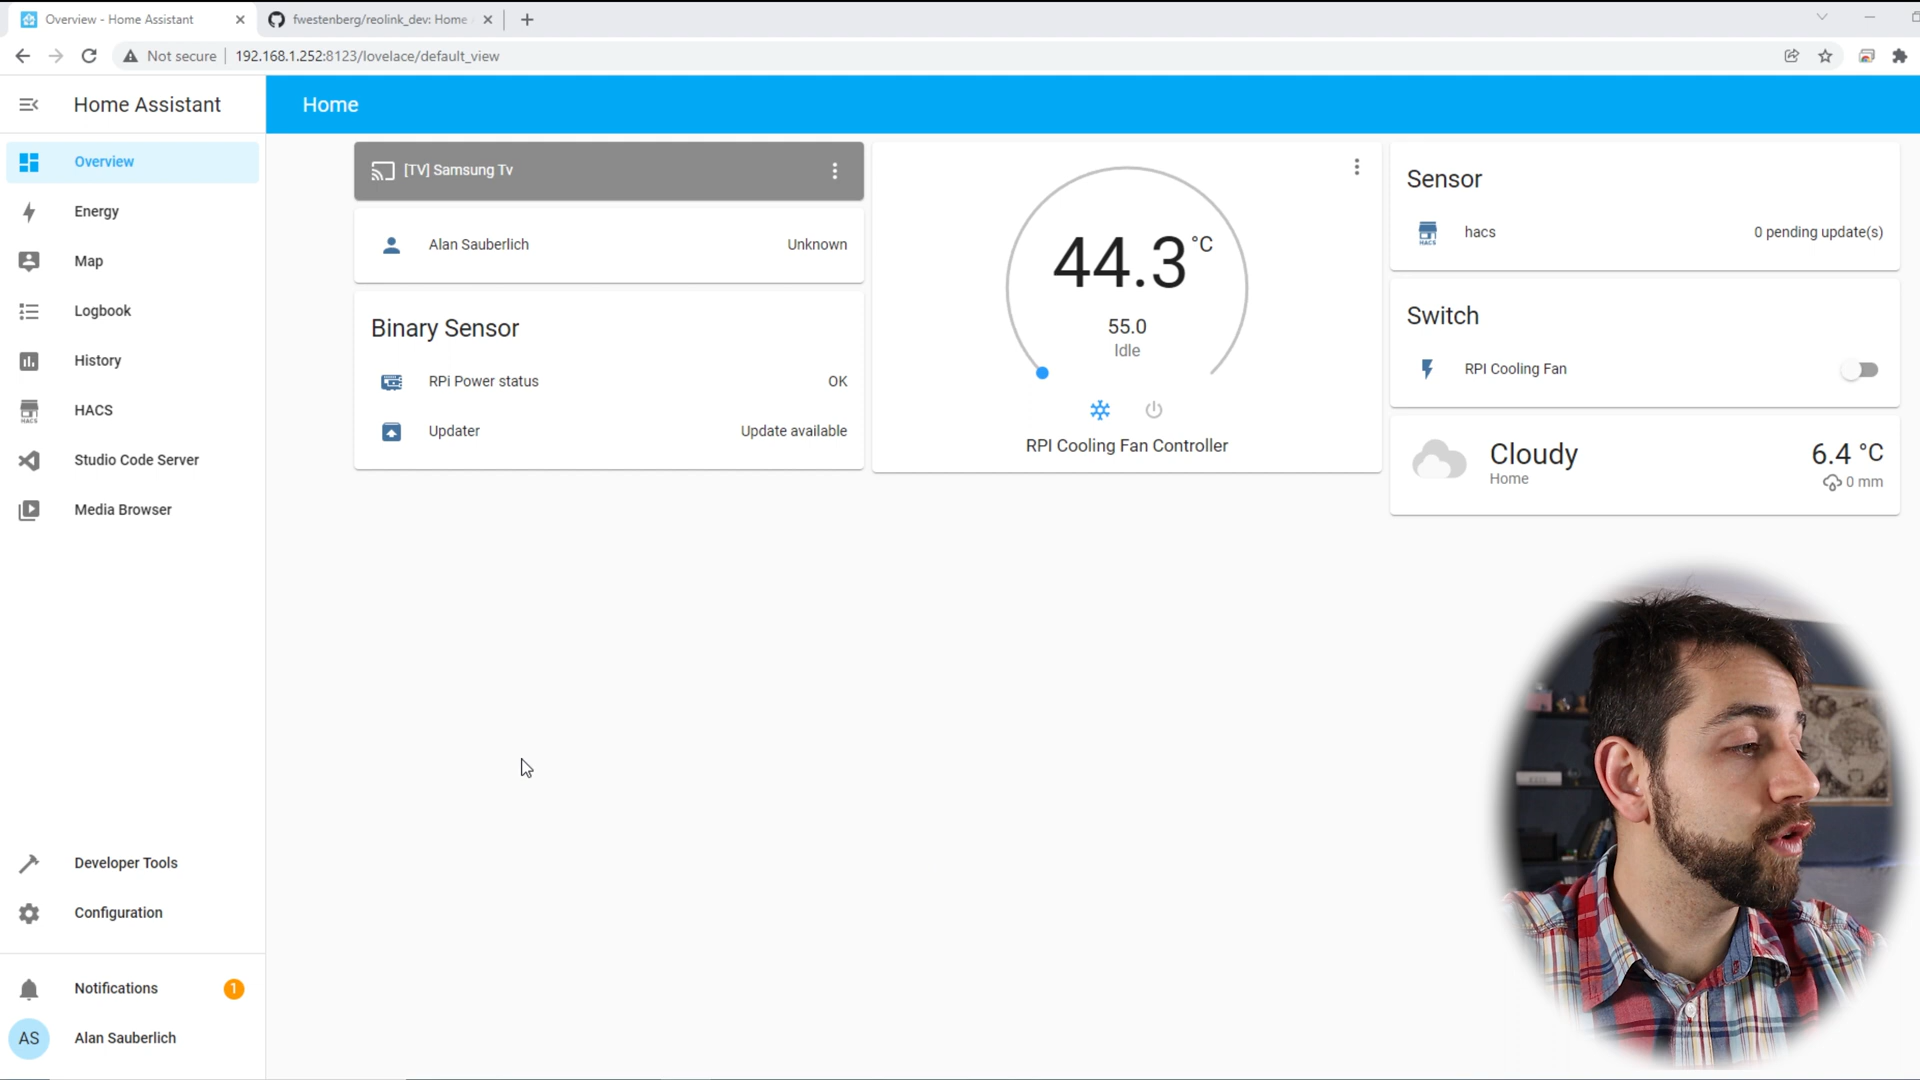 Overview - Home Assistant
fwestenberg/reolink_dev: Home
Not secure
192.168.1.252:8123/lovelace/default_view
Home Assistant
Home
Overview
Energy
Map
Logbook
History
HACS
HACS
Studio Code Server
Media Browser
Developer Tools
Configuration
Notifications
1
AS
Alan Sauberlich
[TV] Samsung Tv
Alan Sauberlich
Unknown
Binary Sensor
RPi Power status
OK
Updater
Update available
44.3 °C
55.0
Idle
RPI Cooling Fan Controller
Sensor
HACS
hacs
0 pending update(s)
Switch
RPI Cooling Fan
Cloudy
Home
6.4 °C
0 mm